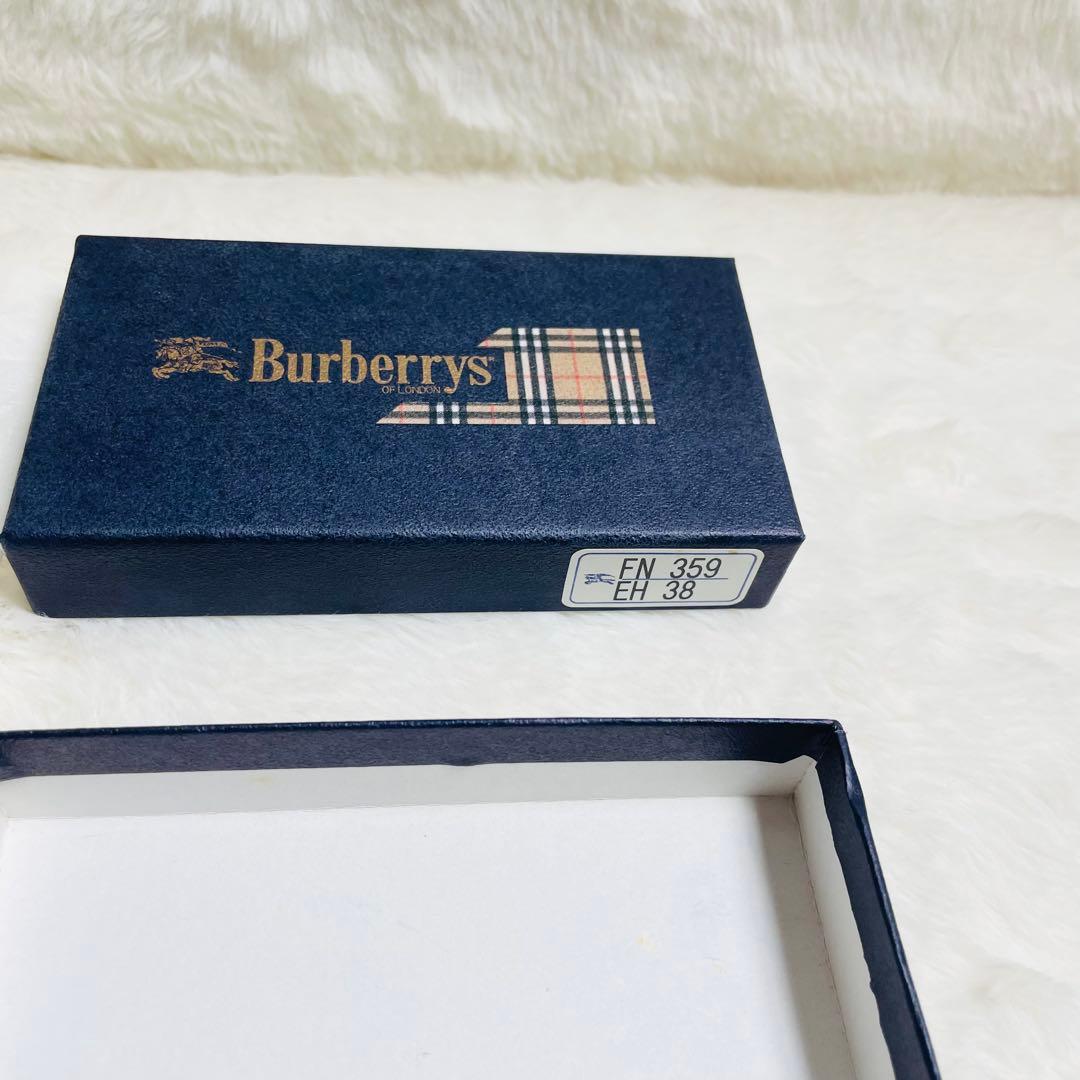 Burberrys
OF LONDON
FN 359
EH 38